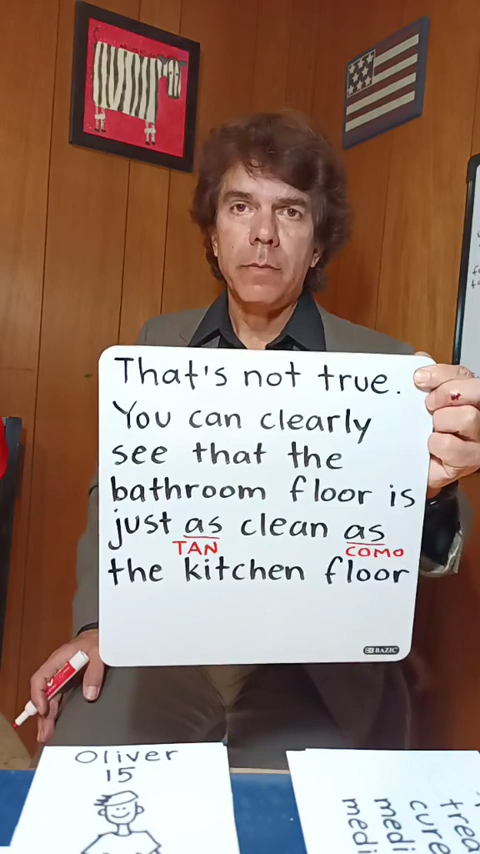 That's not true.
You can clearly
see that the
bathroom floor is
just as clean as
TAN COMO
the kitchen floor
BAZIC
Oliver
15
cure
medi
medi